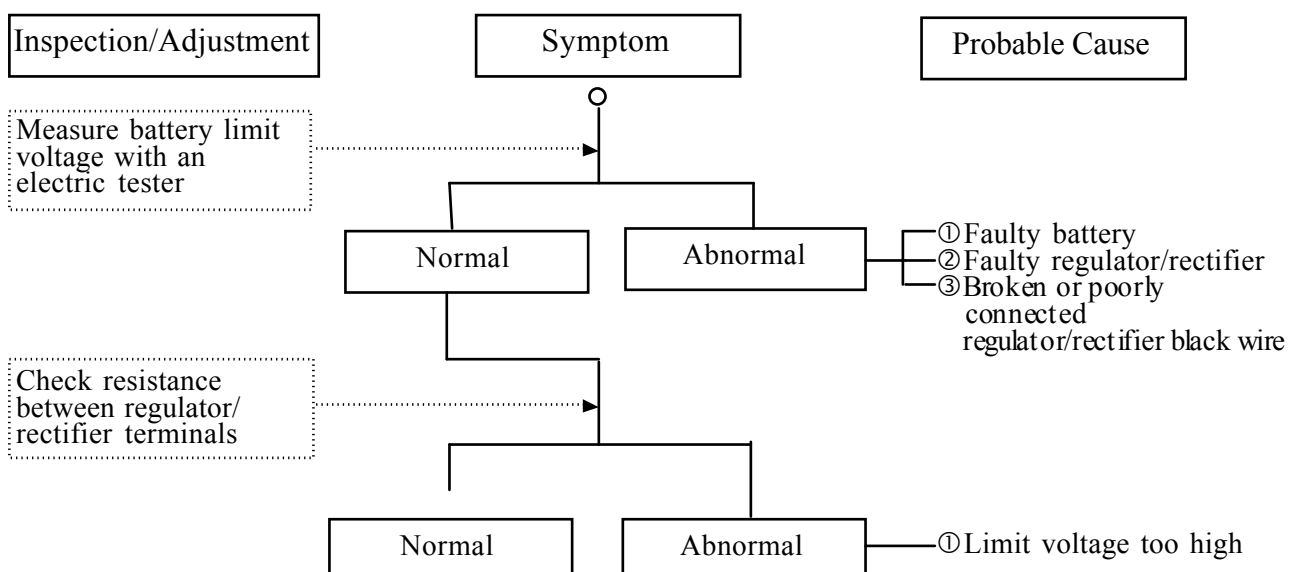 Inspection/Adjustment
Symptom
Probable Cause
Measure battery limit
voltage with an
electric tester
Normal
Abnormal
①Faulty battery
②Faulty regulator/rectifier
③Broken or poorly
connected
regulator/rectifier black wire
Check resistance
between regulator/
rectifier terminals
Normal
Abnormal
①Limit voltage too high